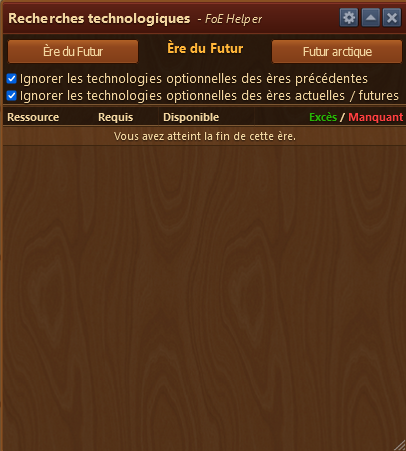 Recherches technologiques - FoE Helper
Ère du Futur Ère du Futur Futur arctique
Ignorer les technologies optionnelles des ères précédentes
Ignorer les technologies optionnelles des ères actuelles / futures
Ressource Requis Disponible Excès / Manquant
Vous avez atteint la fin de cette ère.